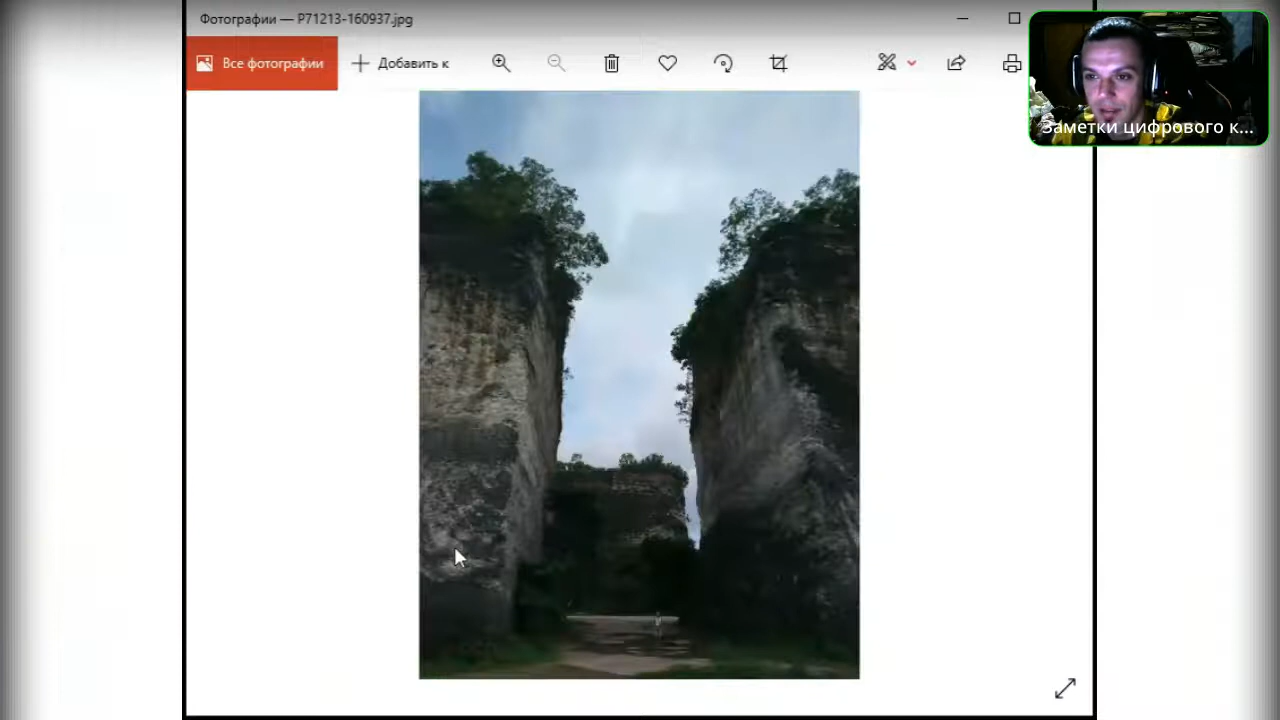 Фотографии — P71213-160937.jpg
Все фотографии
Добавить к
Заметки цифрового к...